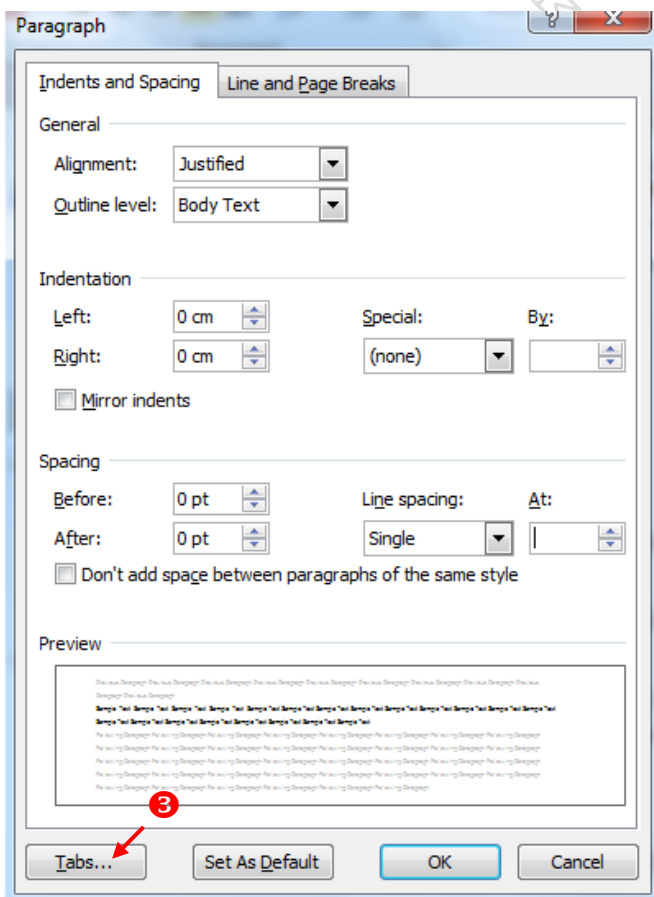 Paragraph
Indents and Spacing Line and Page Breaks
General
Alignment: Justified
Outline level: Body Text
Indentation
Left: 0 cm Special: By:
Right: 0 cm (none)
Mirror indents
Spacing
Before: 0 pt Line spacing: At:
After: 0 pt Single
Don't add space between paragraphs of the same style
Preview
3
Tabs... Set As Default OK Cancel